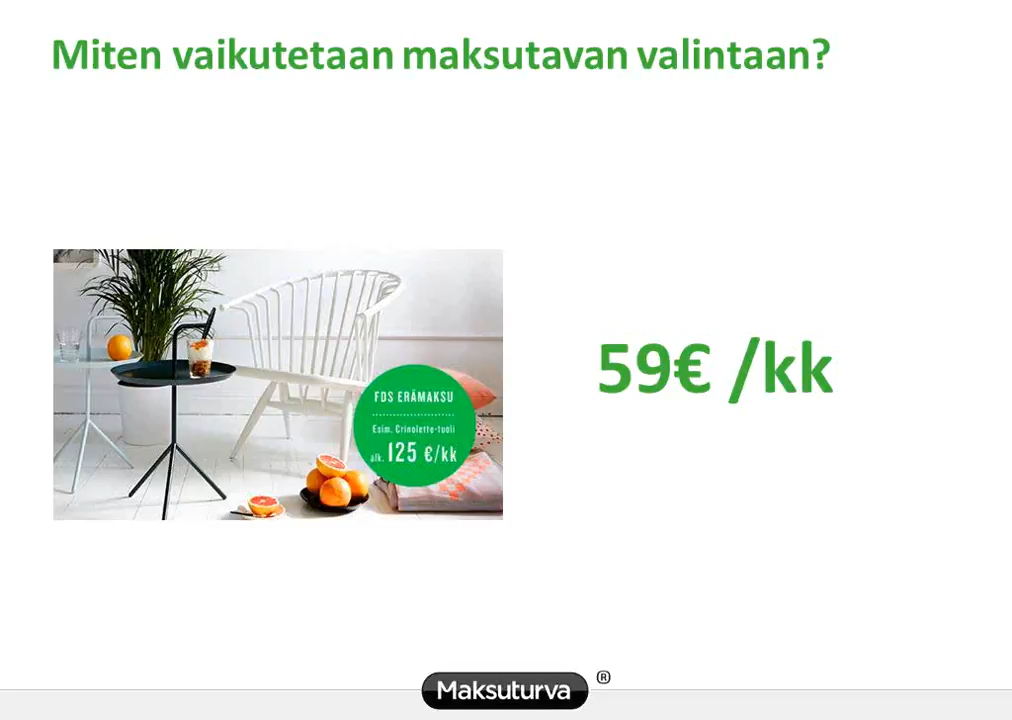 Miten vaikutetaan maksutavan valintaan?
FDS ERÄMAKSU
Esim. Crinolette-tuoli
alk. 125 €/kk
59€ /kk
Maksuturva ®